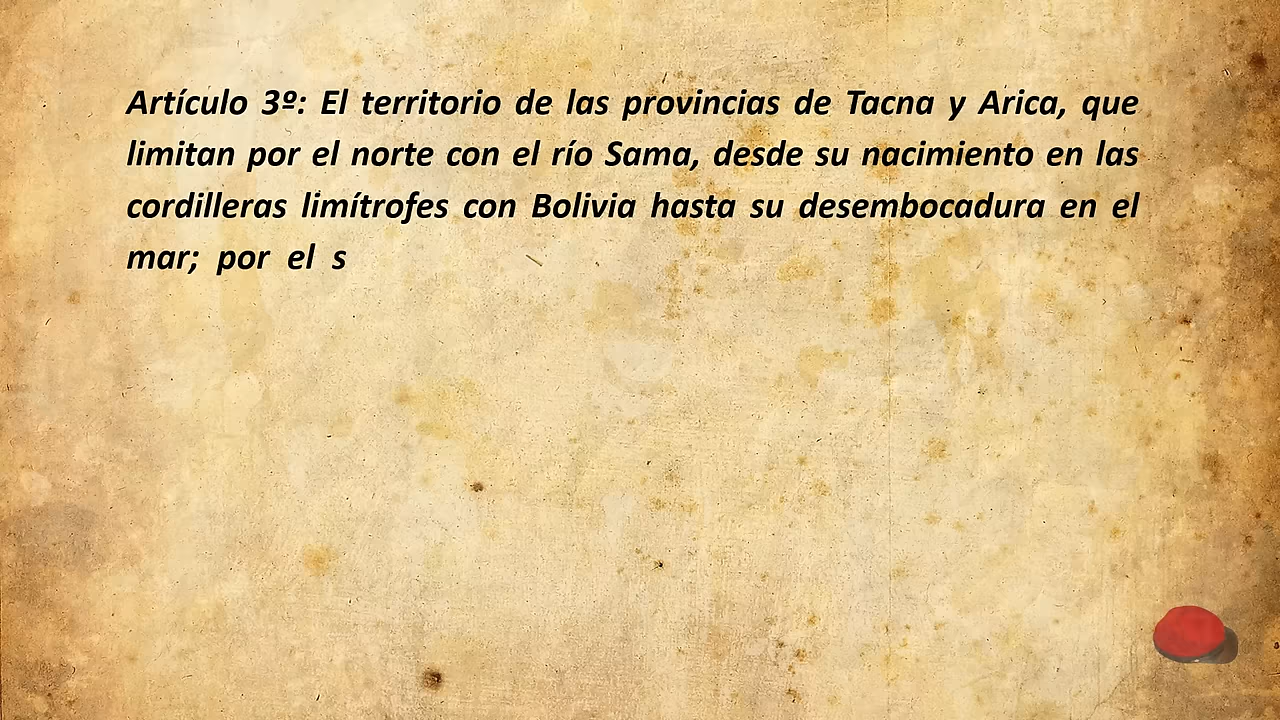 Artículo 3º: El territorio de las provincias de Tacna y Arica, que
limitan por el norte con el río Sama, desde su nacimiento en las
cordilleras limítrofes con Bolivia hasta su desembocadura en el
mar; por el s